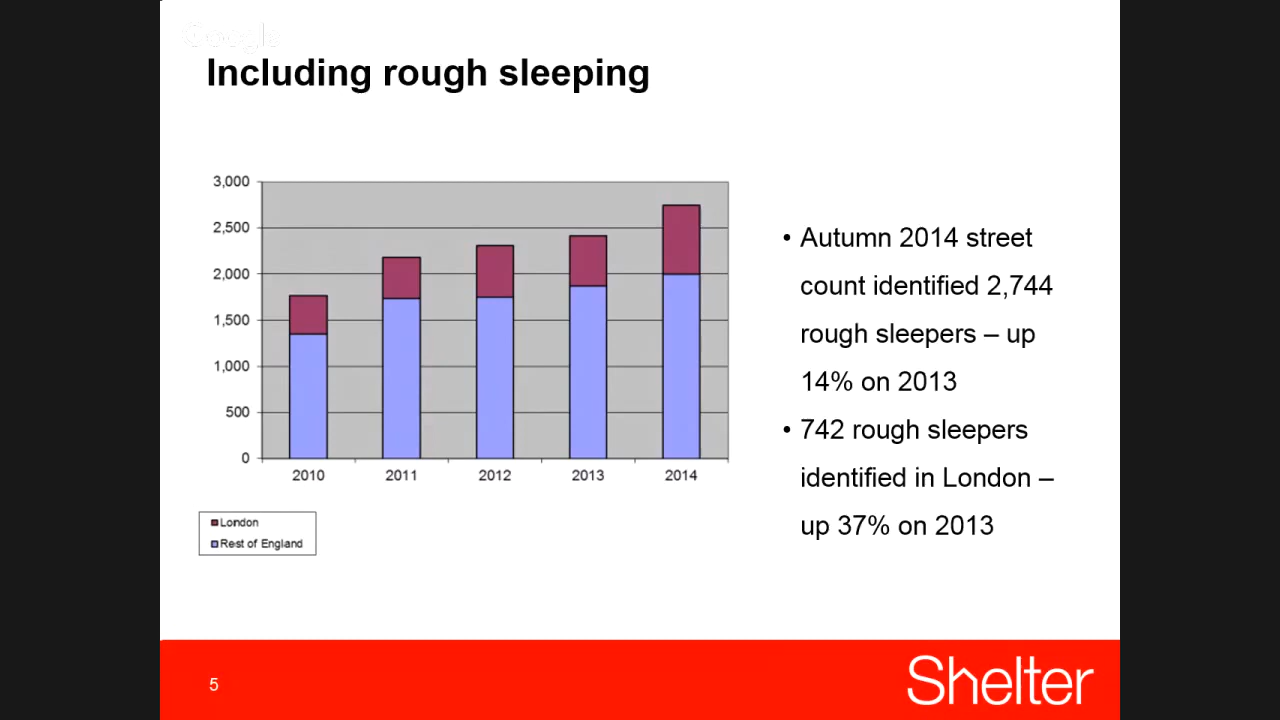 Google
Including rough sleeping
3,000
2,500
2,000
1,500
1,000
500
0
2010 2011 2012 2013 2014
London
Rest of England
• Autumn 2014 street
count identified 2,744
rough sleepers – up
14% on 2013
• 742 rough sleepers
identified in London –
up 37% on 2013
5
Shelter